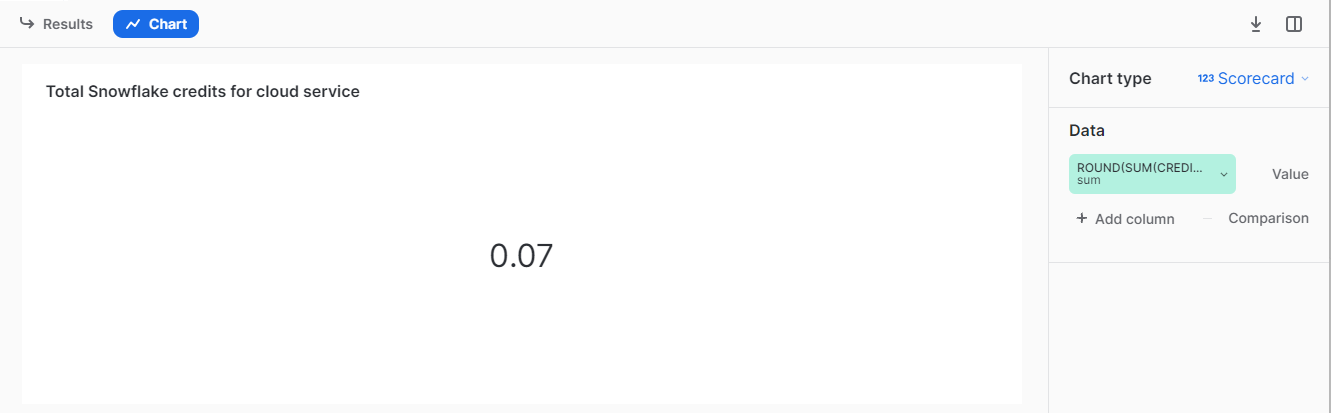 Results
Chart
Total Snowflake credits for cloud service
0.07
Chart type
123 Scorecard
Data
ROUND(SUM(CREDI...
sum
Value
+ Add column
Comparison